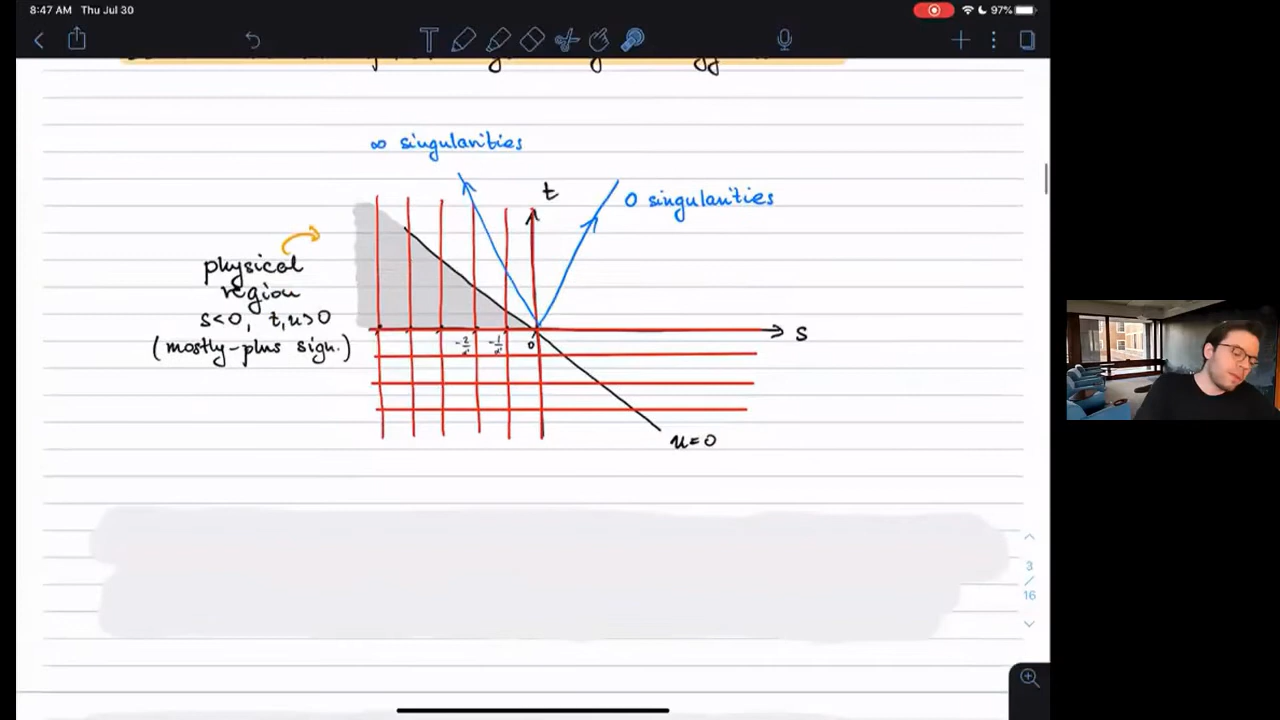 8:47 AM Thu Jul 30
97%
∞ singularities
t
0 singularities
physical
region
s<0, t,u>0
(mostly-plus sign.)
0
s
u=0
3
/
16